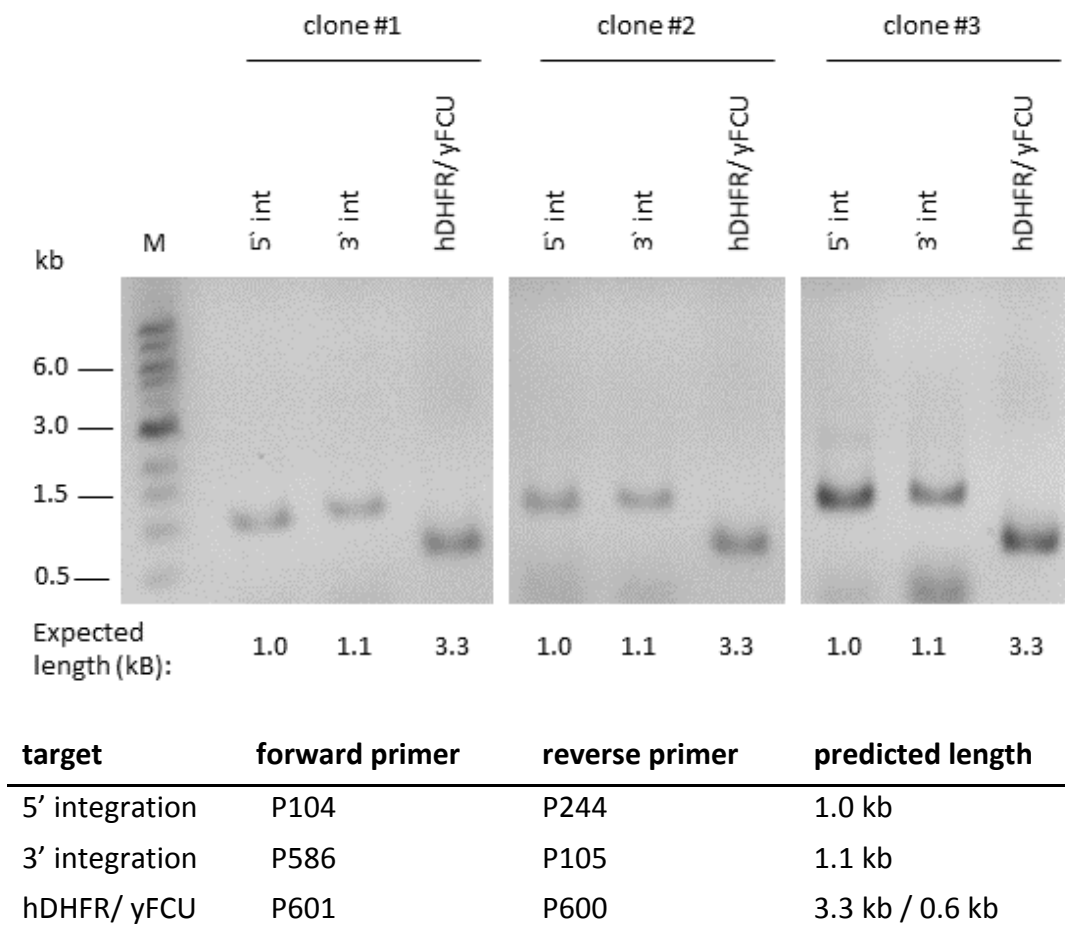 clone #1 clone #2 clone #3
M 5` int 3` int hDHFR/ yFCU 5` int 3` int hDHFR/ yFCU 5` int 3` int hDHFR/ yFCU
kb
6.0
3.0
1.5
0.5
Expected
length (kB): 1.0 1.1 3.3 1.0 1.1 3.3 1.0 1.1 3.3
target forward primer reverse primer predicted length
5’ integration P104 P244 1.0 kb
3’ integration P586 P105 1.1 kb
hDHFR/ yFCU P601 P600 3.3 kb / 0.6 kb